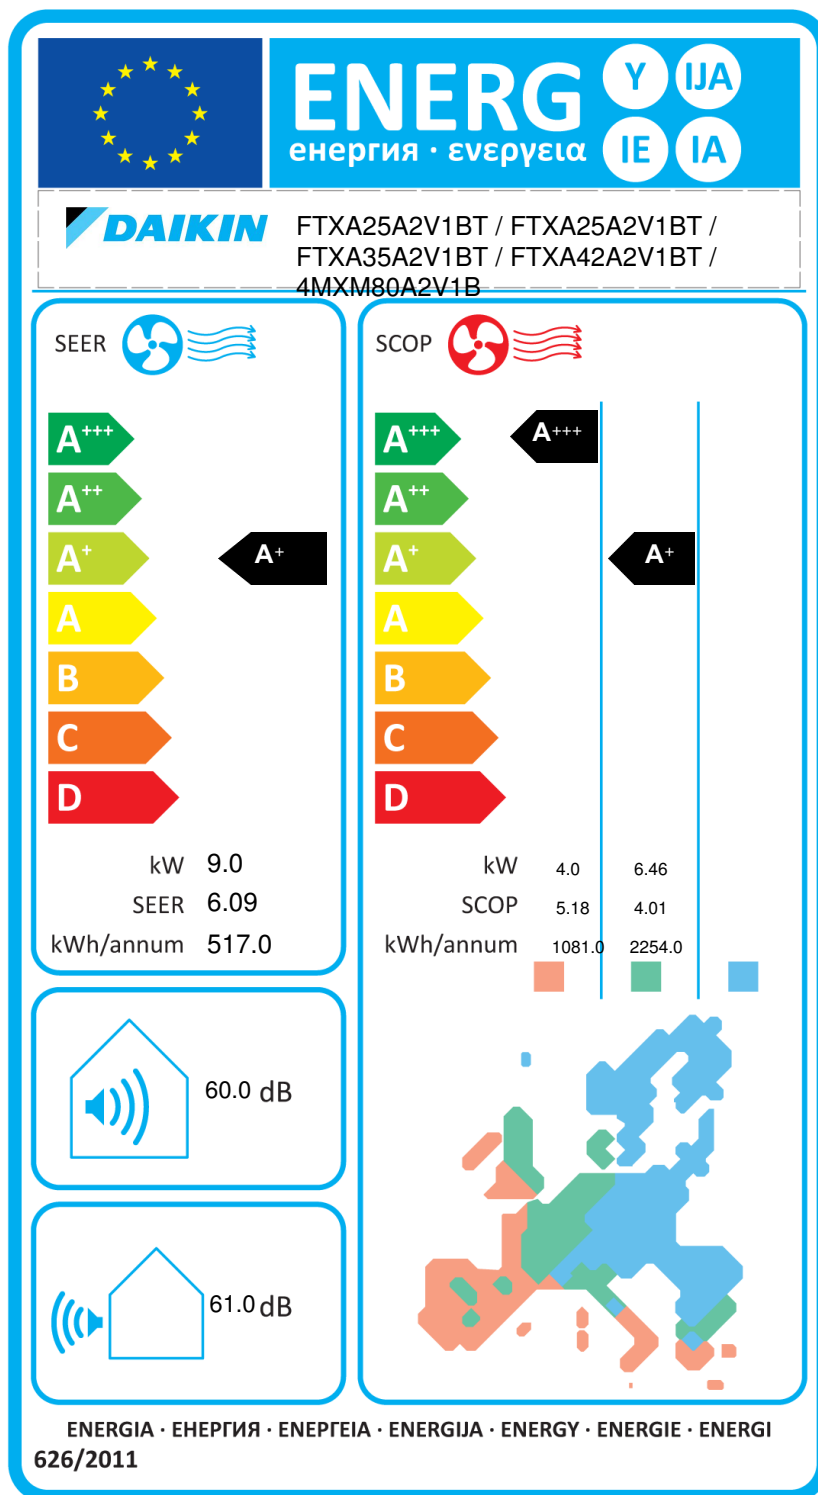 ENERG
енергия · ενεργεια
Y IJA
IE IA
DAIKIN
FTXA25A2V1BT / FTXA25A2V1BT /
FTXA35A2V1BT / FTXA42A2V1BT /
4MXM80A2V1B
SEER
A+++
A++
A+ A+
A
B
C
D
kW 9.0
SEER 6.09
kWh/annum 517.0
SCOP
A+++ A+++
A++
A+ A+
A
B
C
D
kW 4.0 6.46
SCOP 5.18 4.01
kWh/annum 1081.0 2254.0
60.0 dB
61.0 dB
ENERGIA · ЕНЕРГИЯ · ΕΝΕΡΓΕΙΑ · ENERGIJA · ENERGY · ENERGIE · ENERGI
626/2011